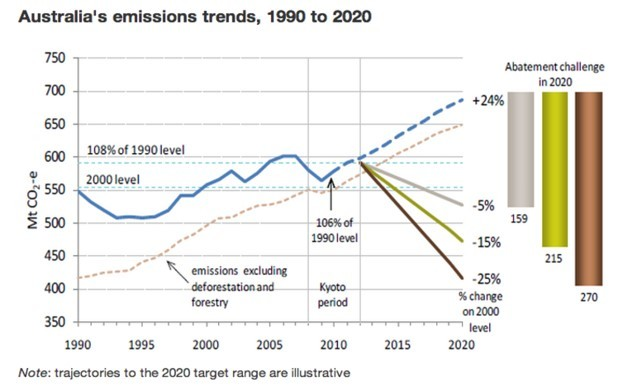 Australia's emissions trends, 1990 to 2020
750
700
650
600
550
500
450
400
350
300
Mt CO₂-e
108% of 1990 level
2000 level
106% of
1990 level
emissions excluding
deforestation and
forestry
Kyoto
period
1990
1995
2000
2005
2010
2015
2020
+24%
-5%
-15%
-25%
% change
on 2000
level
Abatement challenge
in 2020
159
215
270
Note: trajectories to the 2020 target range are illustrative